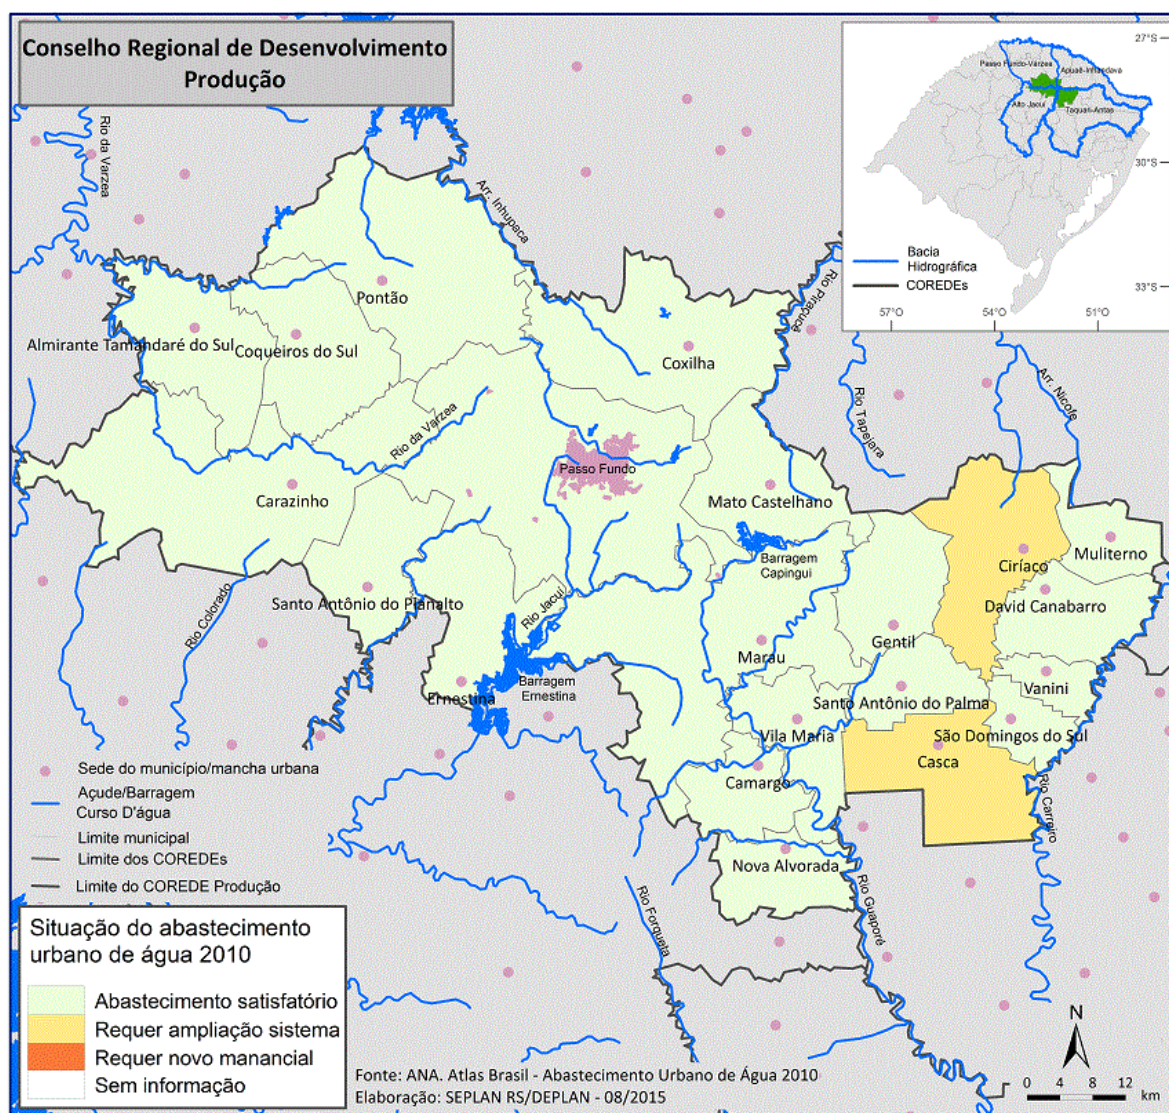 Conselho Regional de Desenvolvimento
Produção
27°S
30°S
33°S
57°O
54°O
51°O
Passo Fundo-Várzea
Apuaê-Inhandava
Alto Jacuí
Taquari-Antas
Bacia
Hidrográfica
COREDEs
Rio da Varzea
Arr. Inhupaca
Rio Piraçucê
Rio Tapejara
Arr. Nicofe
Pontão
Almirante Tamandaré do Sul
Coqueiros do Sul
Coxilha
Rio da Varzea
Passo Fundo
Carazinho
Mato Castelhano
Barragem
Capingui
Muliterno
Ciríaco
David Canabarro
Santo Antônio do Planalto
Rio Colorado
Rio Jacuí
Gentil
Marau
Vanini
Ernestina
Barragem
Ernestina
Santo Antônio do Palma
Vila Maria
São Domingos do Sul
Casca
Camargo
Rio Carreiro
Nova Alvorada
Rio Guaporé
Rio Forqueta
Sede do município/mancha urbana
Açude/Barragem
Curso D'água
Limite municipal
Limite dos COREDEs
Limite do COREDE Produção
Situação do abastecimento
urbano de água 2010
Abastecimento satisfatório
Requer ampliação sistema
Requer novo manancial
Sem informação
Fonte: ANA. Atlas Brasil - Abastecimento Urbano de Água 2010
Elaboração: SEPLAN RS/DEPLAN - 08/2015
N
0 4 8 12
km